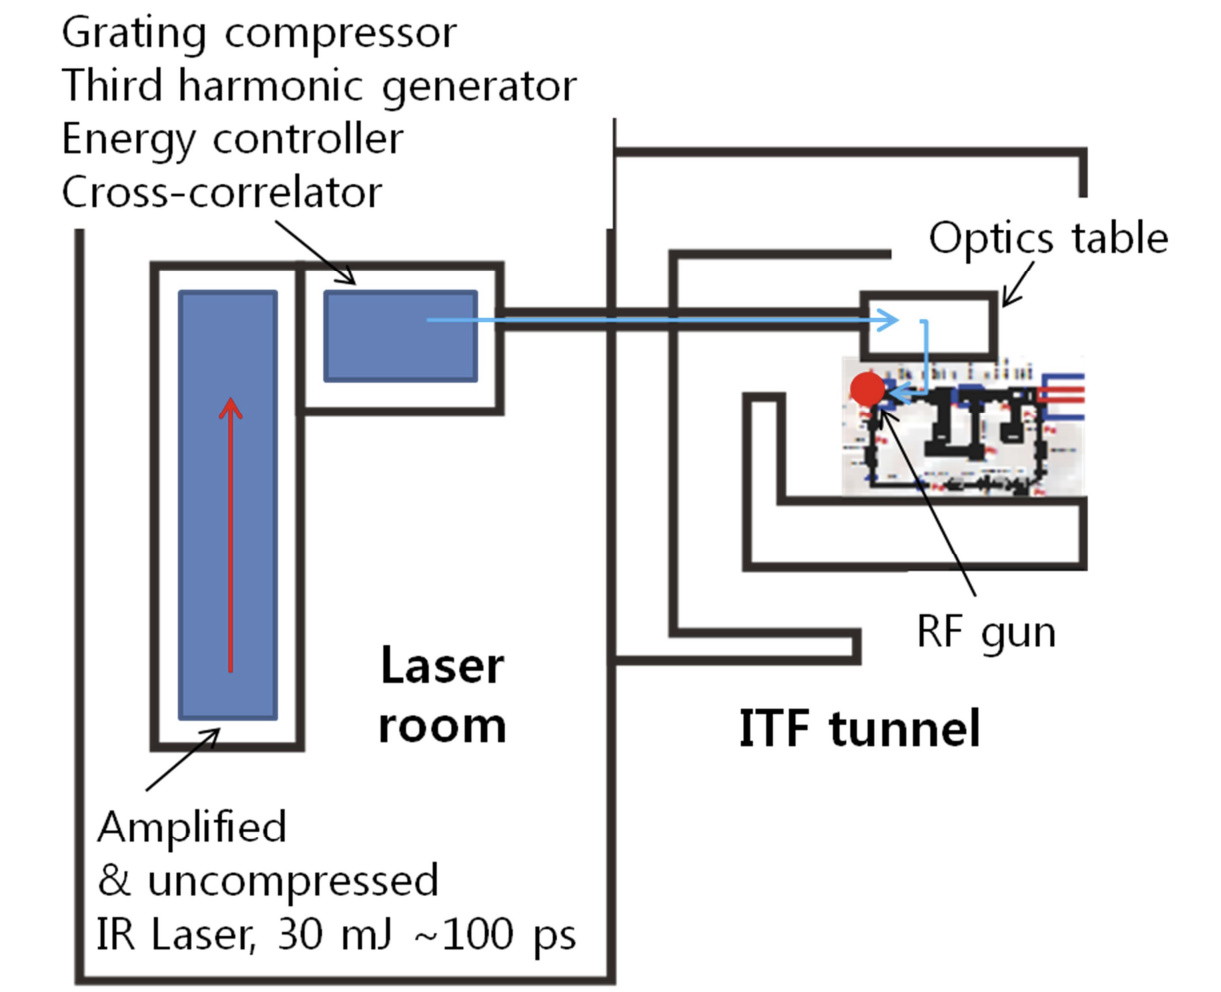 Grating compressor
Third harmonic generator
Energy controller
Cross-correlator
Optics table
RF gun
Laser
room
ITF tunnel
Amplified
& uncompressed
IR Laser, 30 mJ ~100 ps